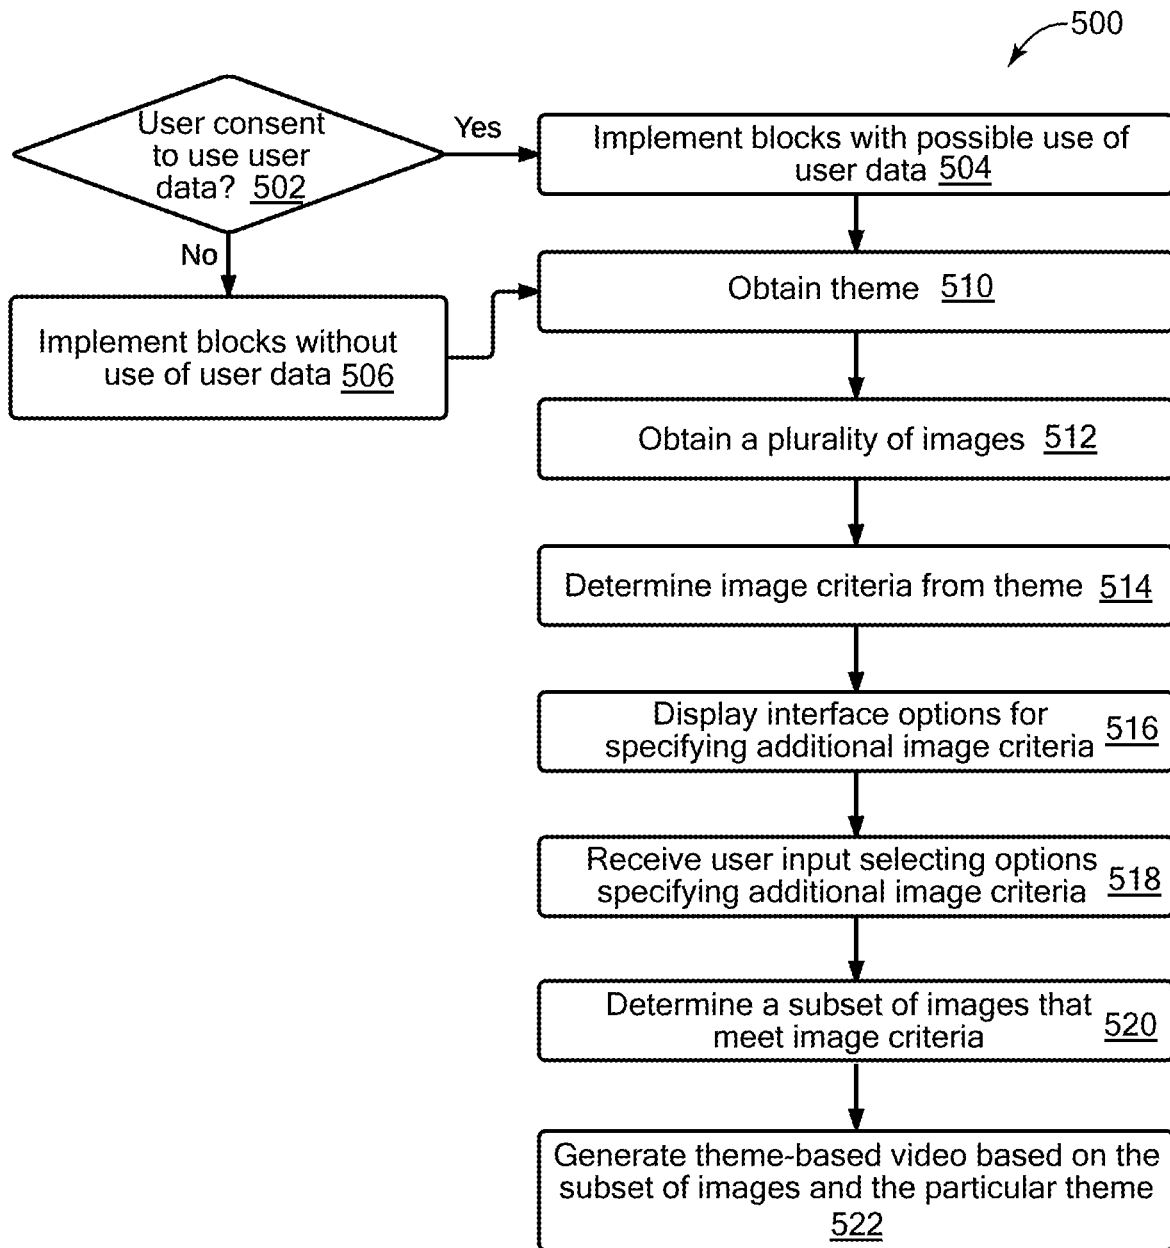 500
User consent
to use user
data? 502
Yes
Implement blocks with possible use of
user data 504
No
Implement blocks without
use of user data 506
Obtain theme 510
Obtain a plurality of images 512
Determine image criteria from theme 514
Display interface options for
specifying additional image criteria 516
Receive user input selecting options
specifying additional image criteria 518
Determine a subset of images that
meet image criteria 520
Generate theme-based video based on the
subset of images and the particular theme
522